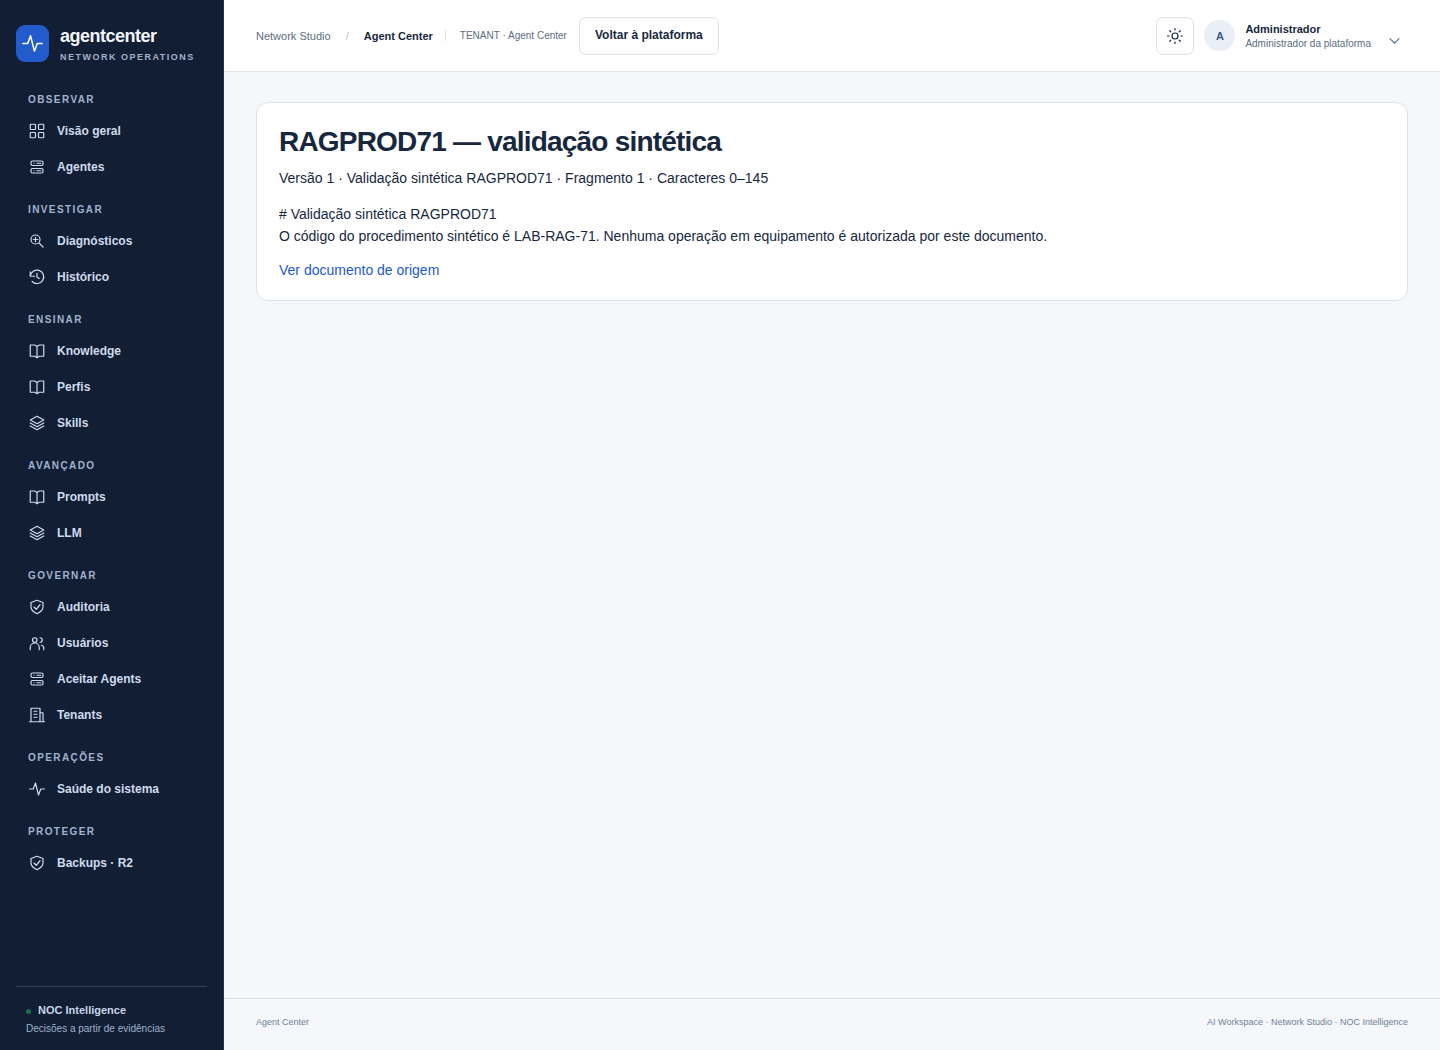 agentcenter
NETWORK OPERATIONS
OBSERVAR
Visão geral
Agentes
INVESTIGAR
Diagnósticos
Histórico
ENSINAR
Knowledge
Perfis
Skills
AVANÇADO
Prompts
LLM
GOVERNAR
Auditoria
Usuários
Aceitar Agents
Tenants
OPERAÇÕES
Saúde do sistema
PROTEGER
Backups · R2
NOC Intelligence
Decisões a partir de evidências
Network Studio / Agent Center TENANT · Agent Center Voltar à plataforma
A
Administrador
Administrador da plataforma
RAGPROD71 — validação sintética
Versão 1 · Validação sintética RAGPROD71 · Fragmento 1 · Caracteres 0–145
# Validação sintética RAGPROD71
O código do procedimento sintético é LAB-RAG-71. Nenhuma operação em equipamento é autorizada por este documento.
Ver documento de origem
Agent Center
AI Workspace · Network Studio · NOC Intelligence